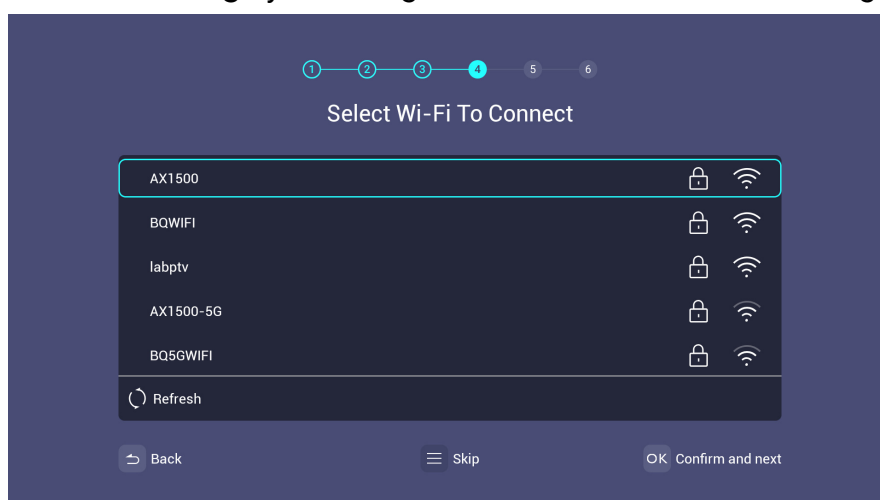 1 2 3 4 5 6
Select Wi-Fi To Connect
AX1500
BQWIFI
labptv
AX1500-5G
BQ5GWIFI
Refresh
Back Skip OK Confirm and next